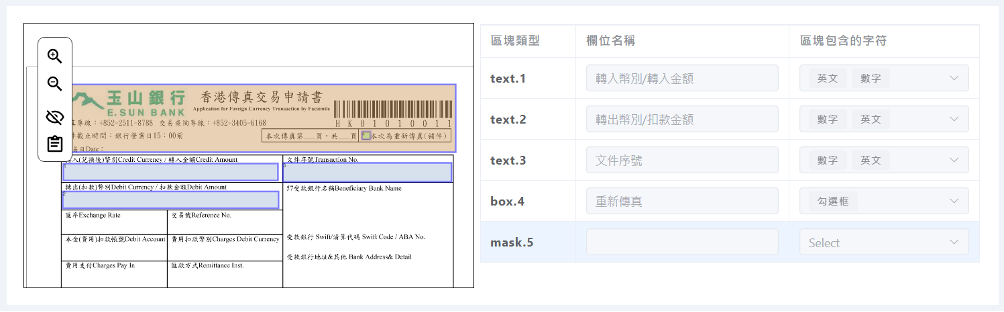 玉山銀行
E.SUN BANK
香港傳真交易申請書
Application for Foreign Currency Transaction by Facsimile
HK01010011
專線：+852-2511-8788 交易查詢專線：+852-3405-6168
截止時間：銀行營業日15：00前
本次傳真第__頁，共__頁
本次為重新傳真(補件)
日Date：
入(兌換後)幣別Credit Currency / 轉入金額Credit Amount
文件序號Transaction No.
轉出(扣款)幣別Debit Currency / 扣款金額Debit Amount
57受款銀行名稱Beneficiary Bank Name
匯率Exchange Rate
交易號Reference No.
本金(費用)扣款帳號Debit Account
費用扣款幣別Charges Debit Currency
受款銀行 Swift/清算代碼 Swift Code / ABA No.
受款銀行地址&其他 Bank Address& Detail
費用支付Charges Pay In
匯款方式Remittance Inst.
區塊類型 欄位名稱 區塊包含的字符
text.1 轉入幣別/轉入金額 英文 數字
text.2 轉出幣別/扣款金額 數字 英文
text.3 文件序號 數字 英文
box.4 重新傳真 勾選框
mask.5 Select